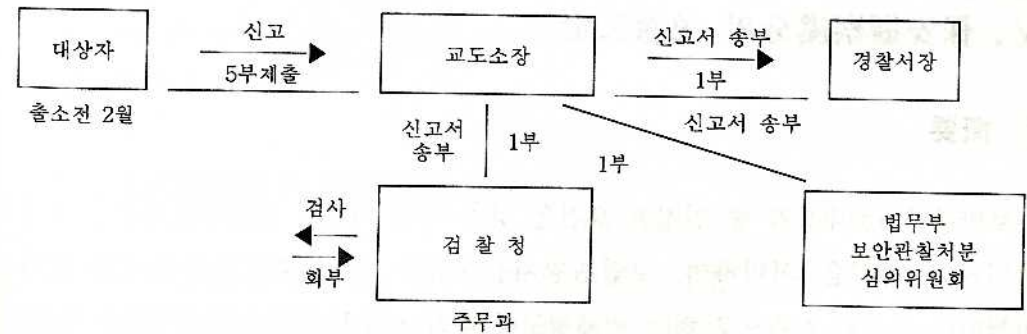 대상자
신고
5부제출
출소전 2월
교도소장
신고서 송부
1부
경찰서장
신고서 송부
신고서
송부
1부
1부
검사
회부
검 찰 청
주무과
법무부
보안관찰처분
심의위원회